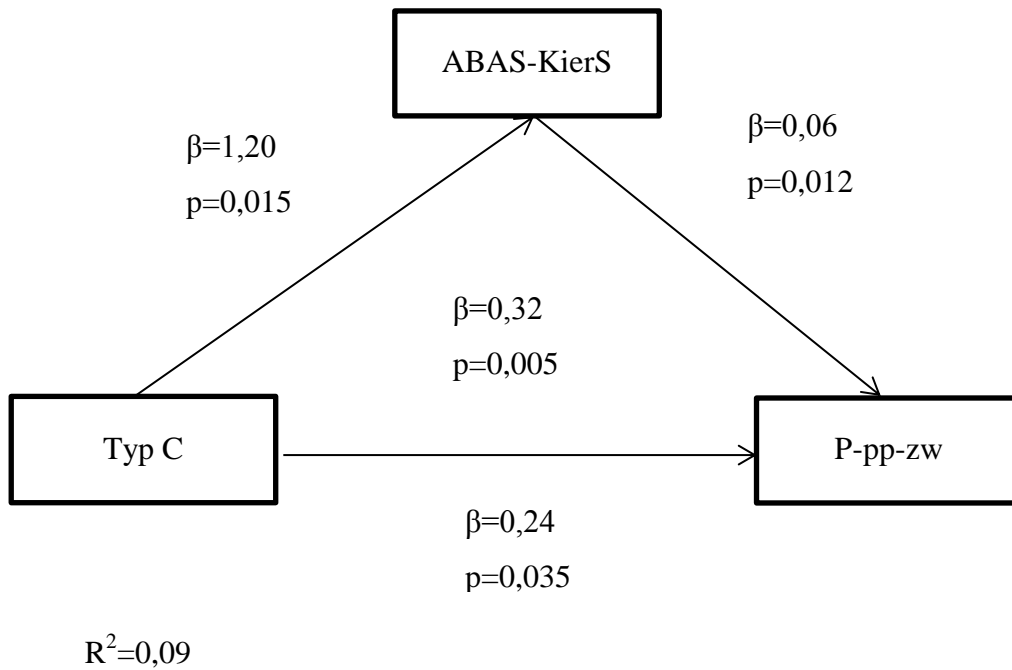 ABAS-KierS
β=1,20
p=0,015
β=0,06
p=0,012
β=0,32
p=0,005
Typ C
P-pp-zw
β=0,24
p=0,035
R²=0,09